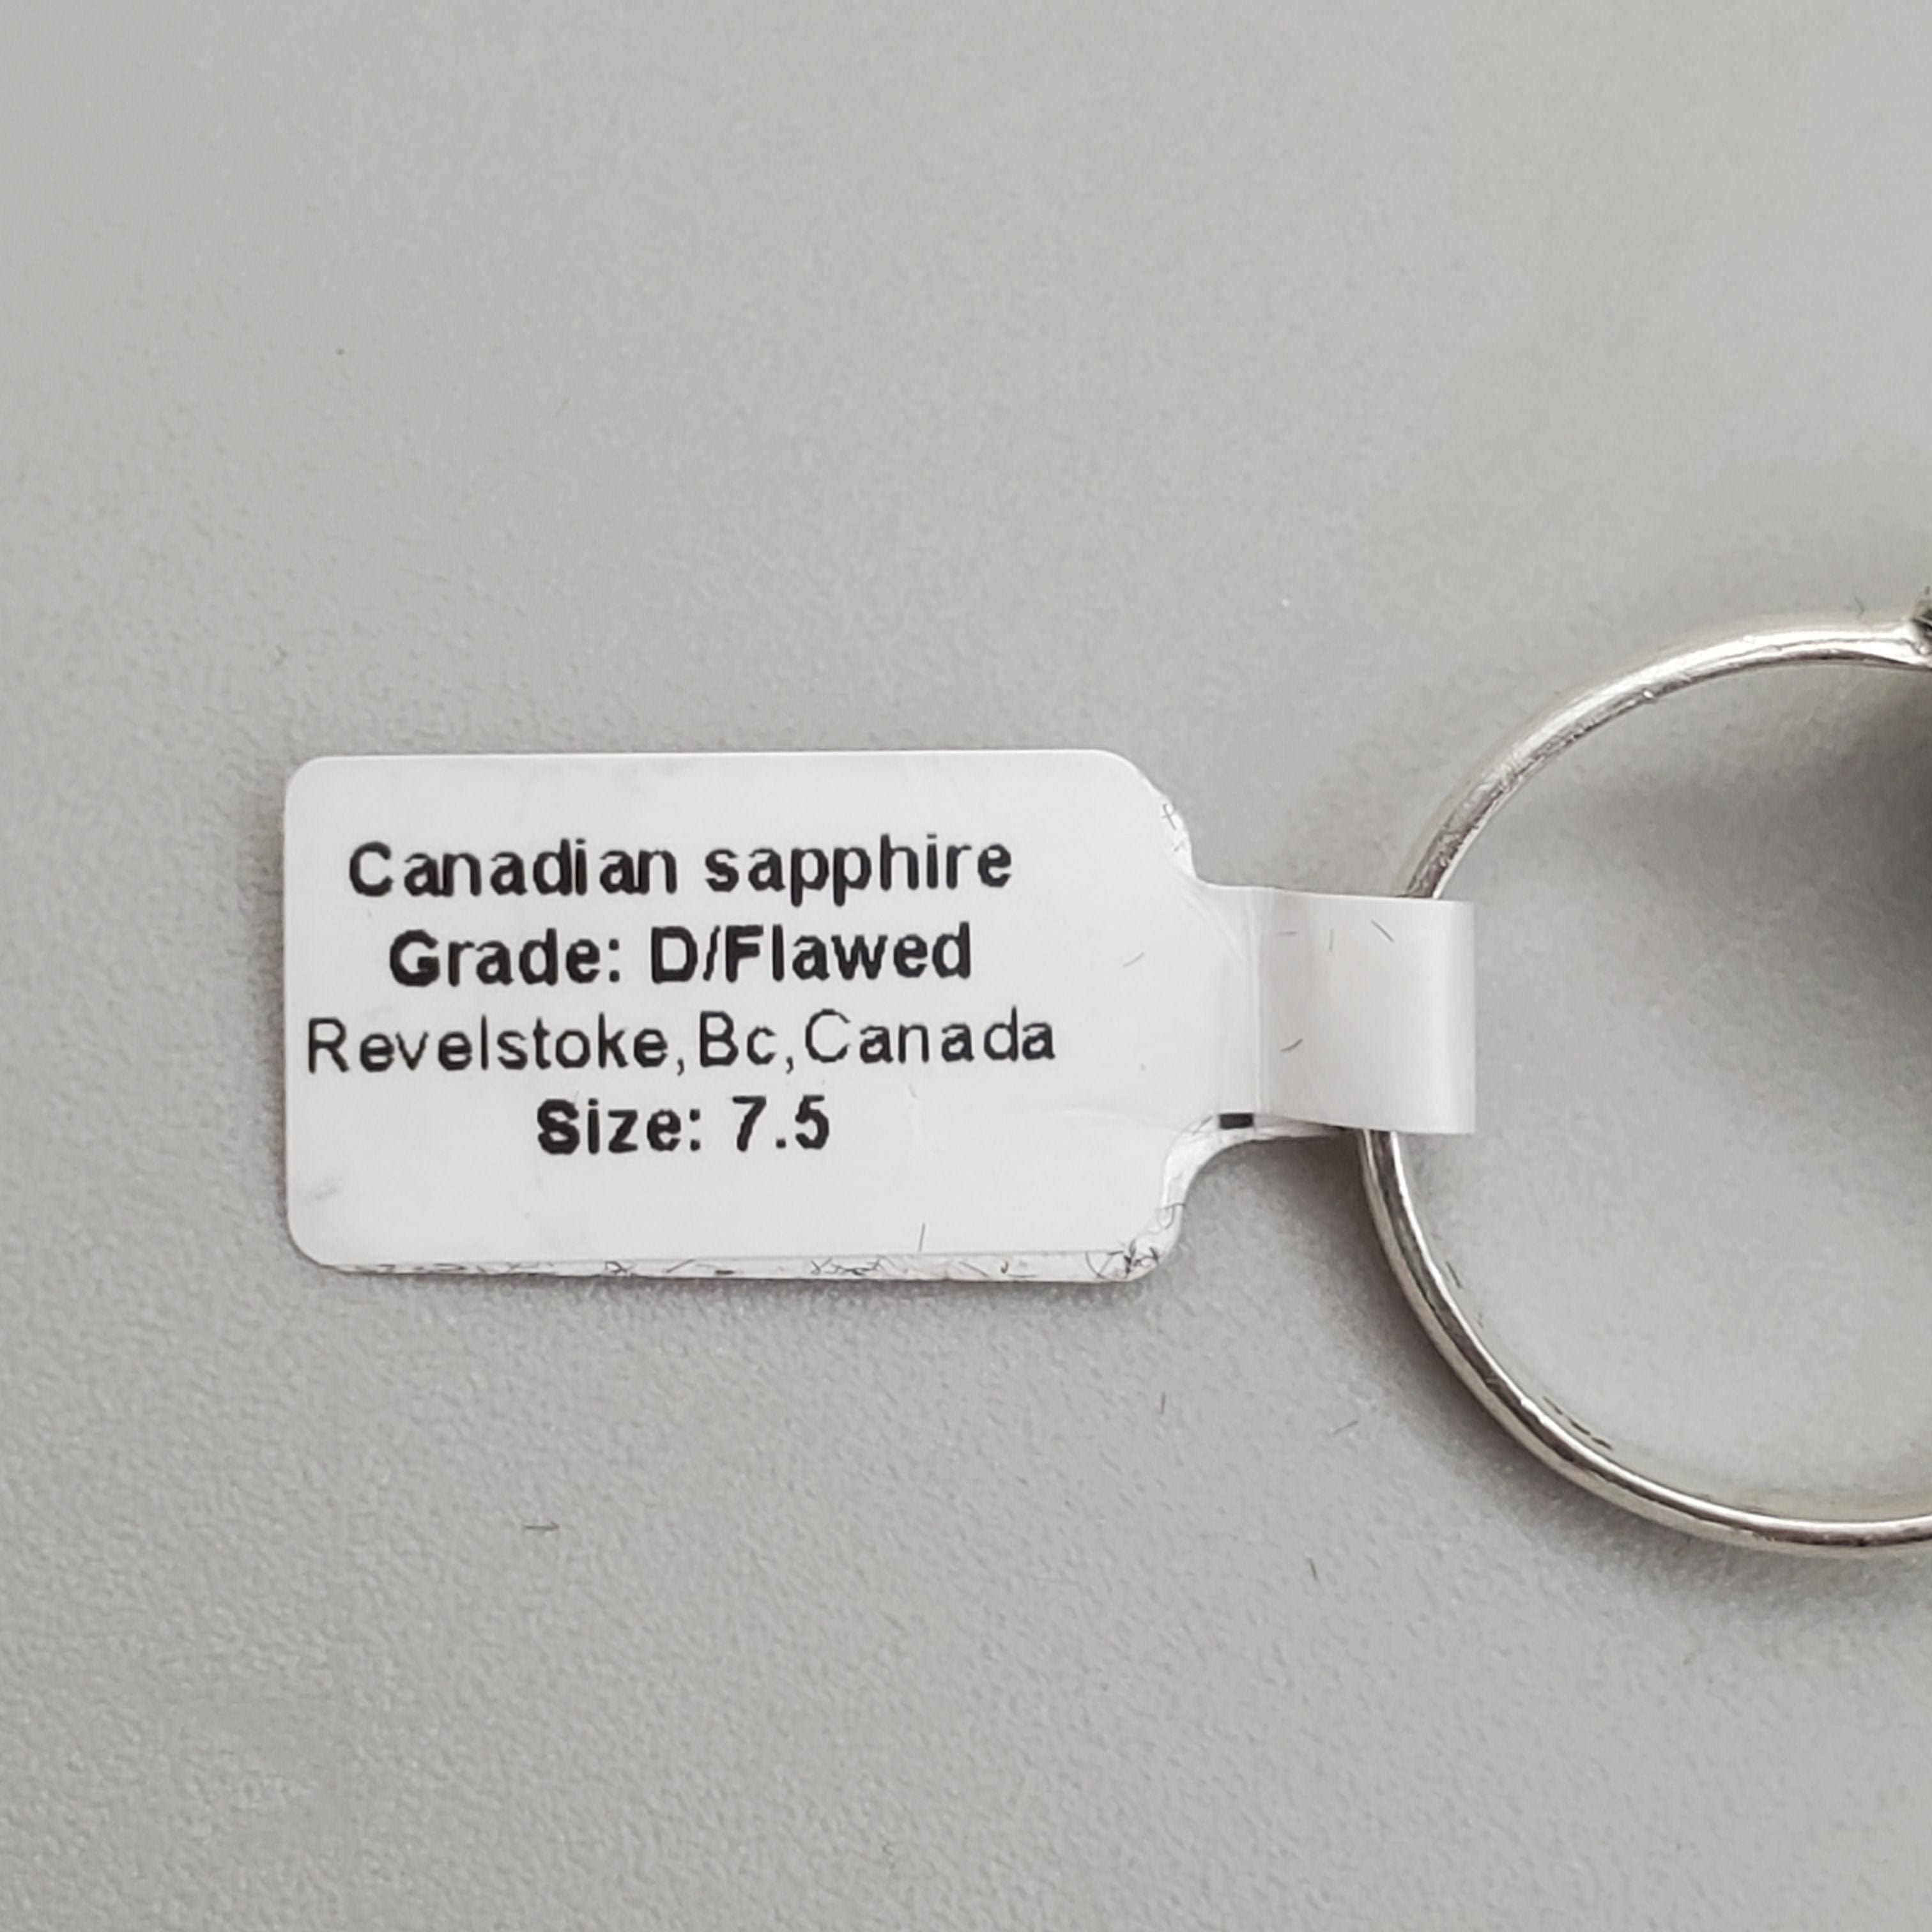 Canadian sapphire
Grade: D/Flawed
Revelstoke,Bc,Canada
Size: 7.5